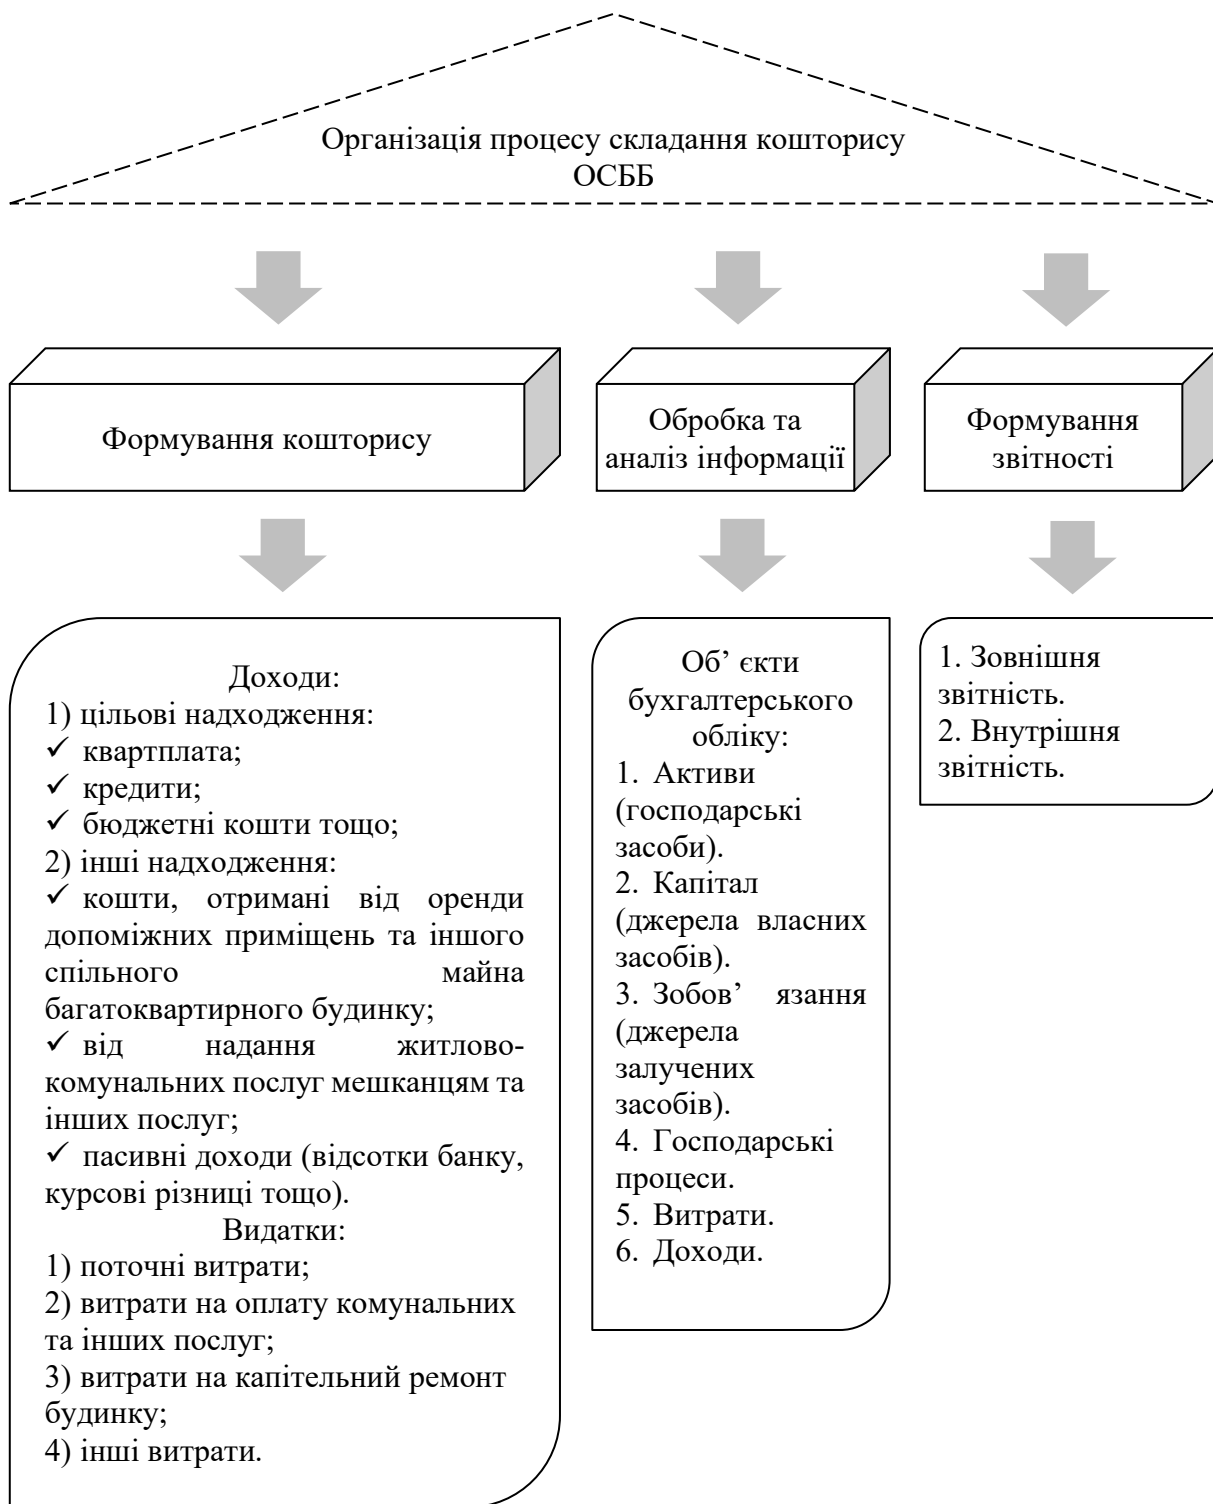 Організація процесу складання кошторису
ОСББ
Формування кошторису
Обробка та
аналіз інформації
Формування
звітності
Доходи:
1) цільові надходження:
✓ квартплата;
✓ кредити;
✓ бюджетні кошти тощо;
2) інші надходження:
✓ кошти, отримані від оренди
допоміжних приміщень та іншого
спільного майна
багатоквартирного будинку;
✓ від надання житлово-
комунальних послуг мешканцям та
інших послуг;
✓ пасивні доходи (відсотки банку,
курсові різниці тощо).
Видатки:
1) поточні витрати;
2) витрати на оплату комунальних
та інших послуг;
3) витрати на капітельний ремонт
будинку;
4) інші витрати.
Об’ єкти
бухгалтерського
обліку:
1. Активи
(господарські
засоби).
2. Капітал
(джерела власних
засобів).
3. Зобов’ язання
(джерела
залучених
засобів).
4. Господарські
процеси.
5. Витрати.
6. Доходи.
1. Зовнішня
звітність.
2. Внутрішня
звітність.